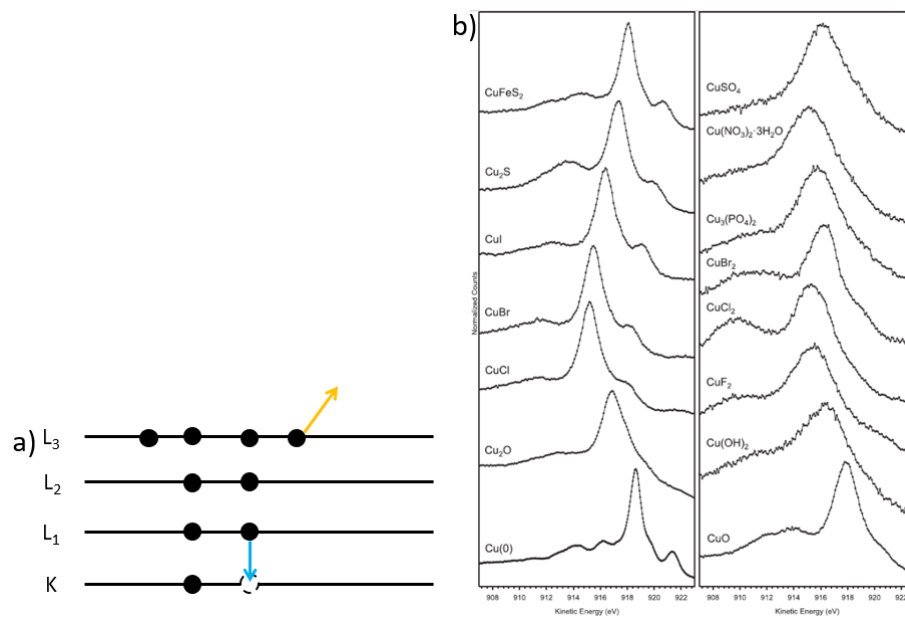 a)
L₃
L₂
L₁
K
b)
Normalized Counts
CuFeS₂
Cu₂S
CuI
CuBr
CuCl
Cu₂O
Cu(0)
908 910 912 914 916 918 920 922
Kinetic Energy (eV)
CuSO₄
Cu(NO₃)₂·3H₂O
Cu₃(PO₄)₂
CuBr₂
CuCl₂
CuF₂
Cu(OH)₂
CuO
908 910 912 914 916 918 920 922
Kinetic Energy (eV)